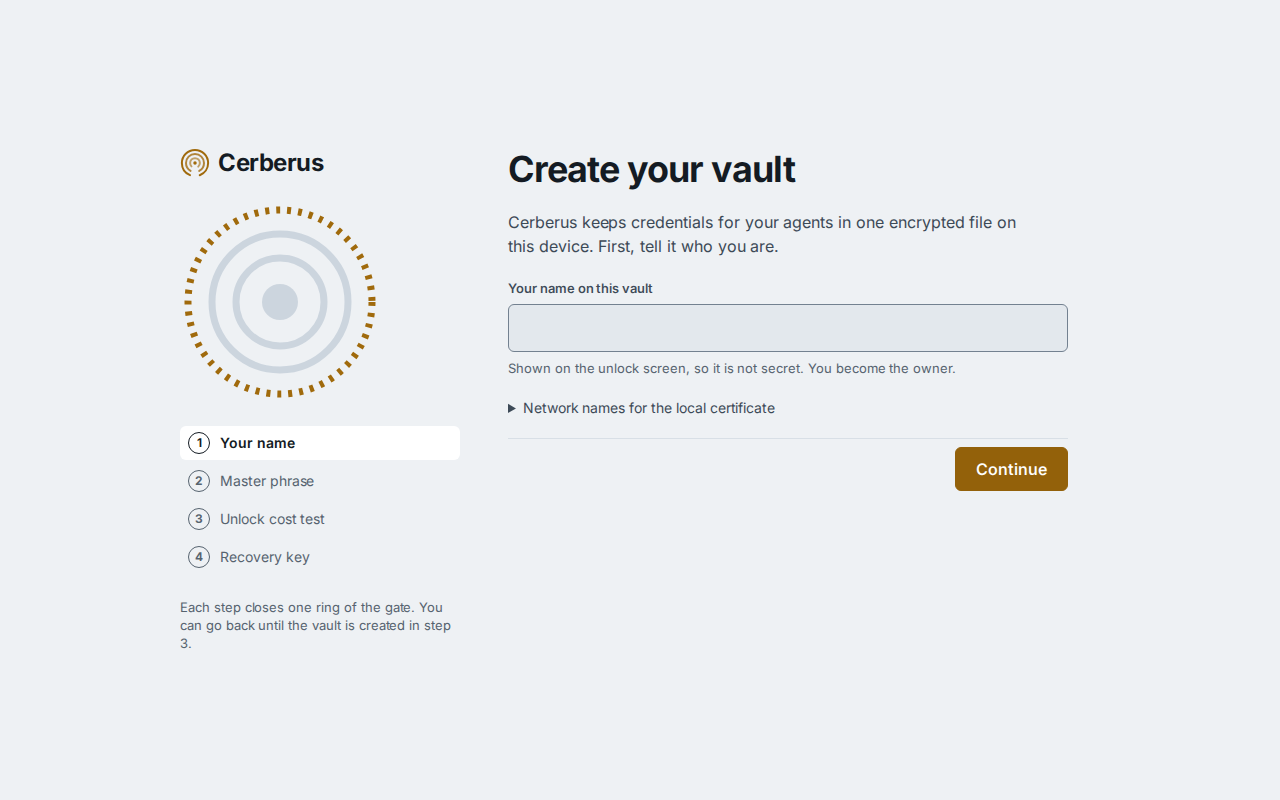 Cerberus
1 Your name
2 Master phrase
3 Unlock cost test
4 Recovery key
Each step closes one ring of the gate. You
can go back until the vault is created in step
3.
Create your vault
Cerberus keeps credentials for your agents in one encrypted file on
this device. First, tell it who you are.
Your name on this vault
Shown on the unlock screen, so it is not secret. You become the owner.
Network names for the local certificate
Continue